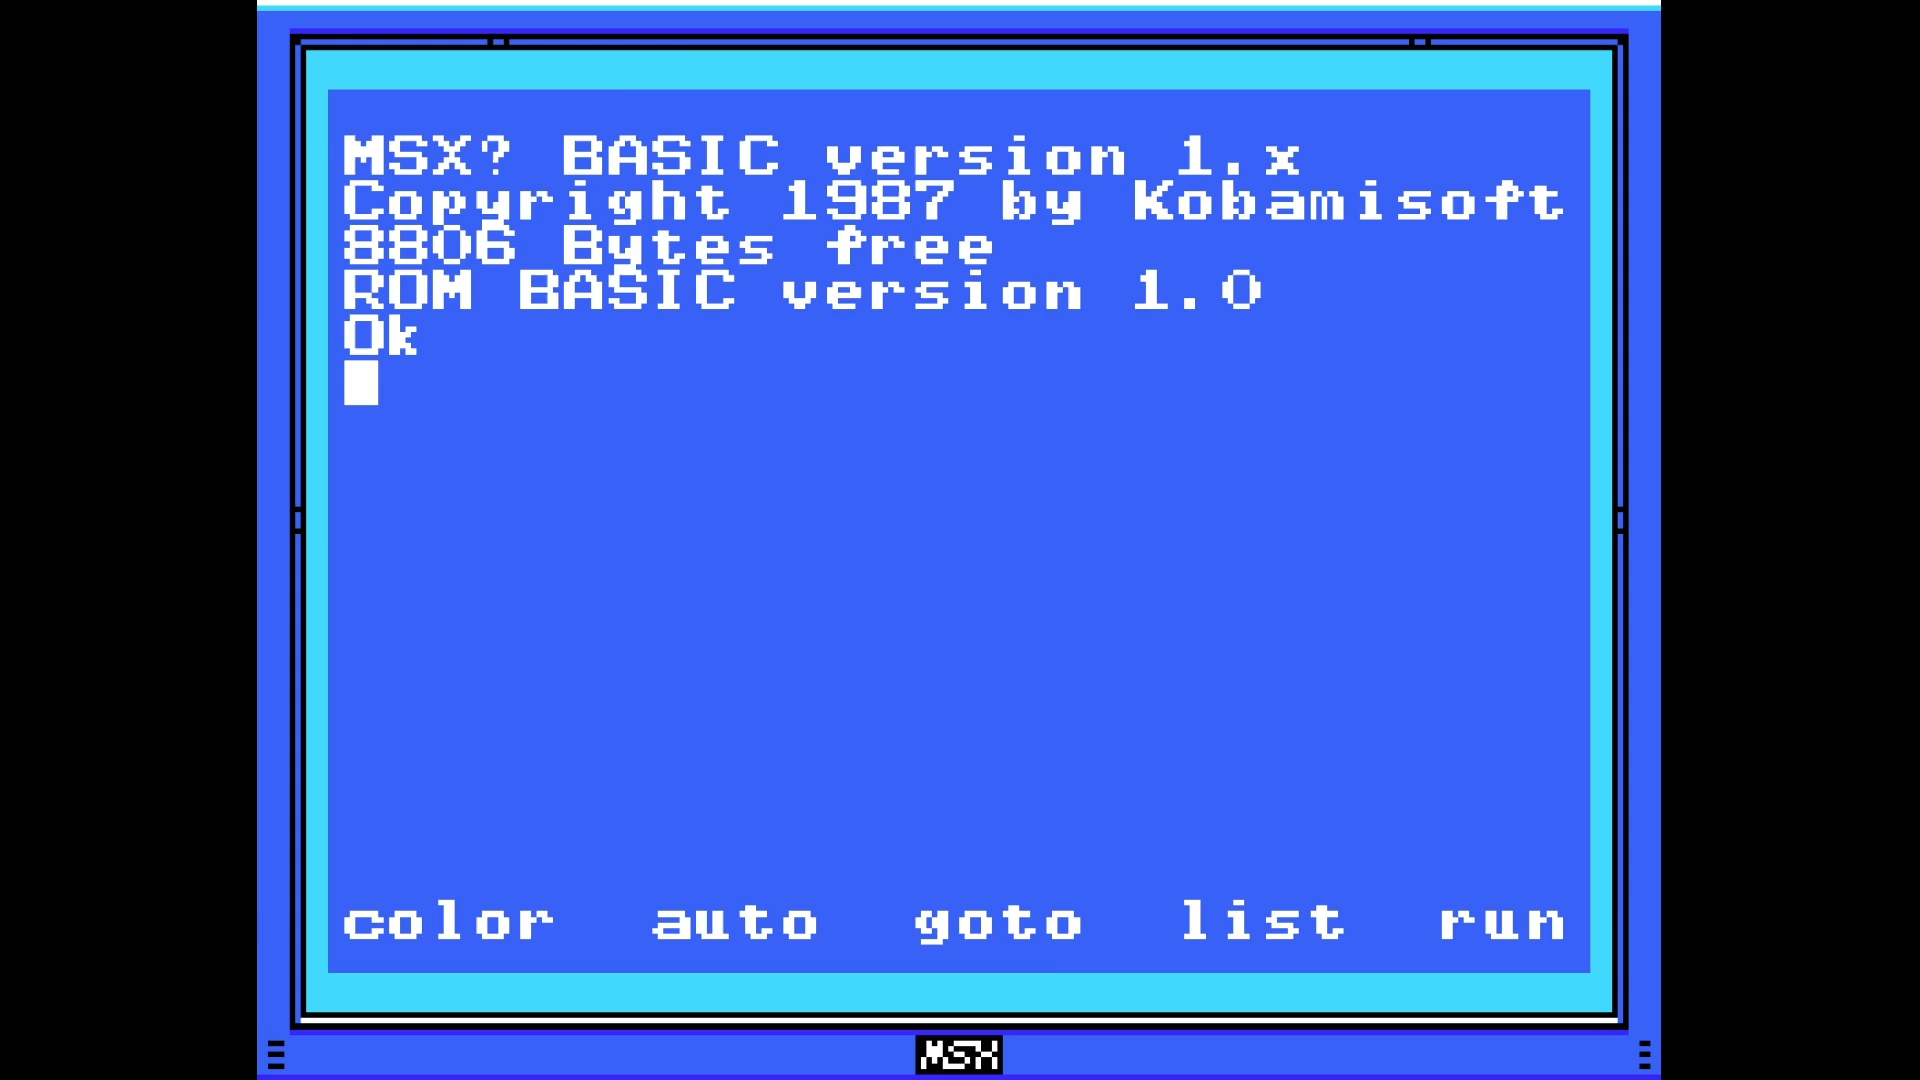 MSX? BASIC version 1.x
Copyright 1987 by Kobamisoft
8806 Bytes free
ROM BASIC version 1.0
Ok
color auto goto list run
MSX